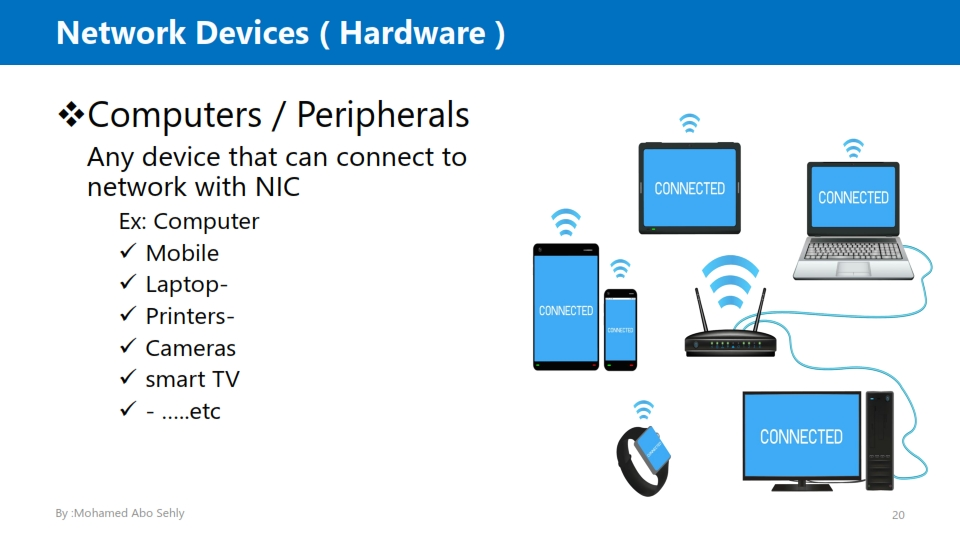 Network Devices ( Hardware )
❖Computers / Peripherals
Any device that can connect to
network with NIC
Ex: Computer
✓ Mobile
✓ Laptop-
✓ Printers-
✓ Cameras
✓ smart TV
✓ - .....etc
CONNECTED
CONNECTED
CONNECTED
CONNECTED
CONNECTED
CONNECTED
By :Mohamed Abo Sehly
20